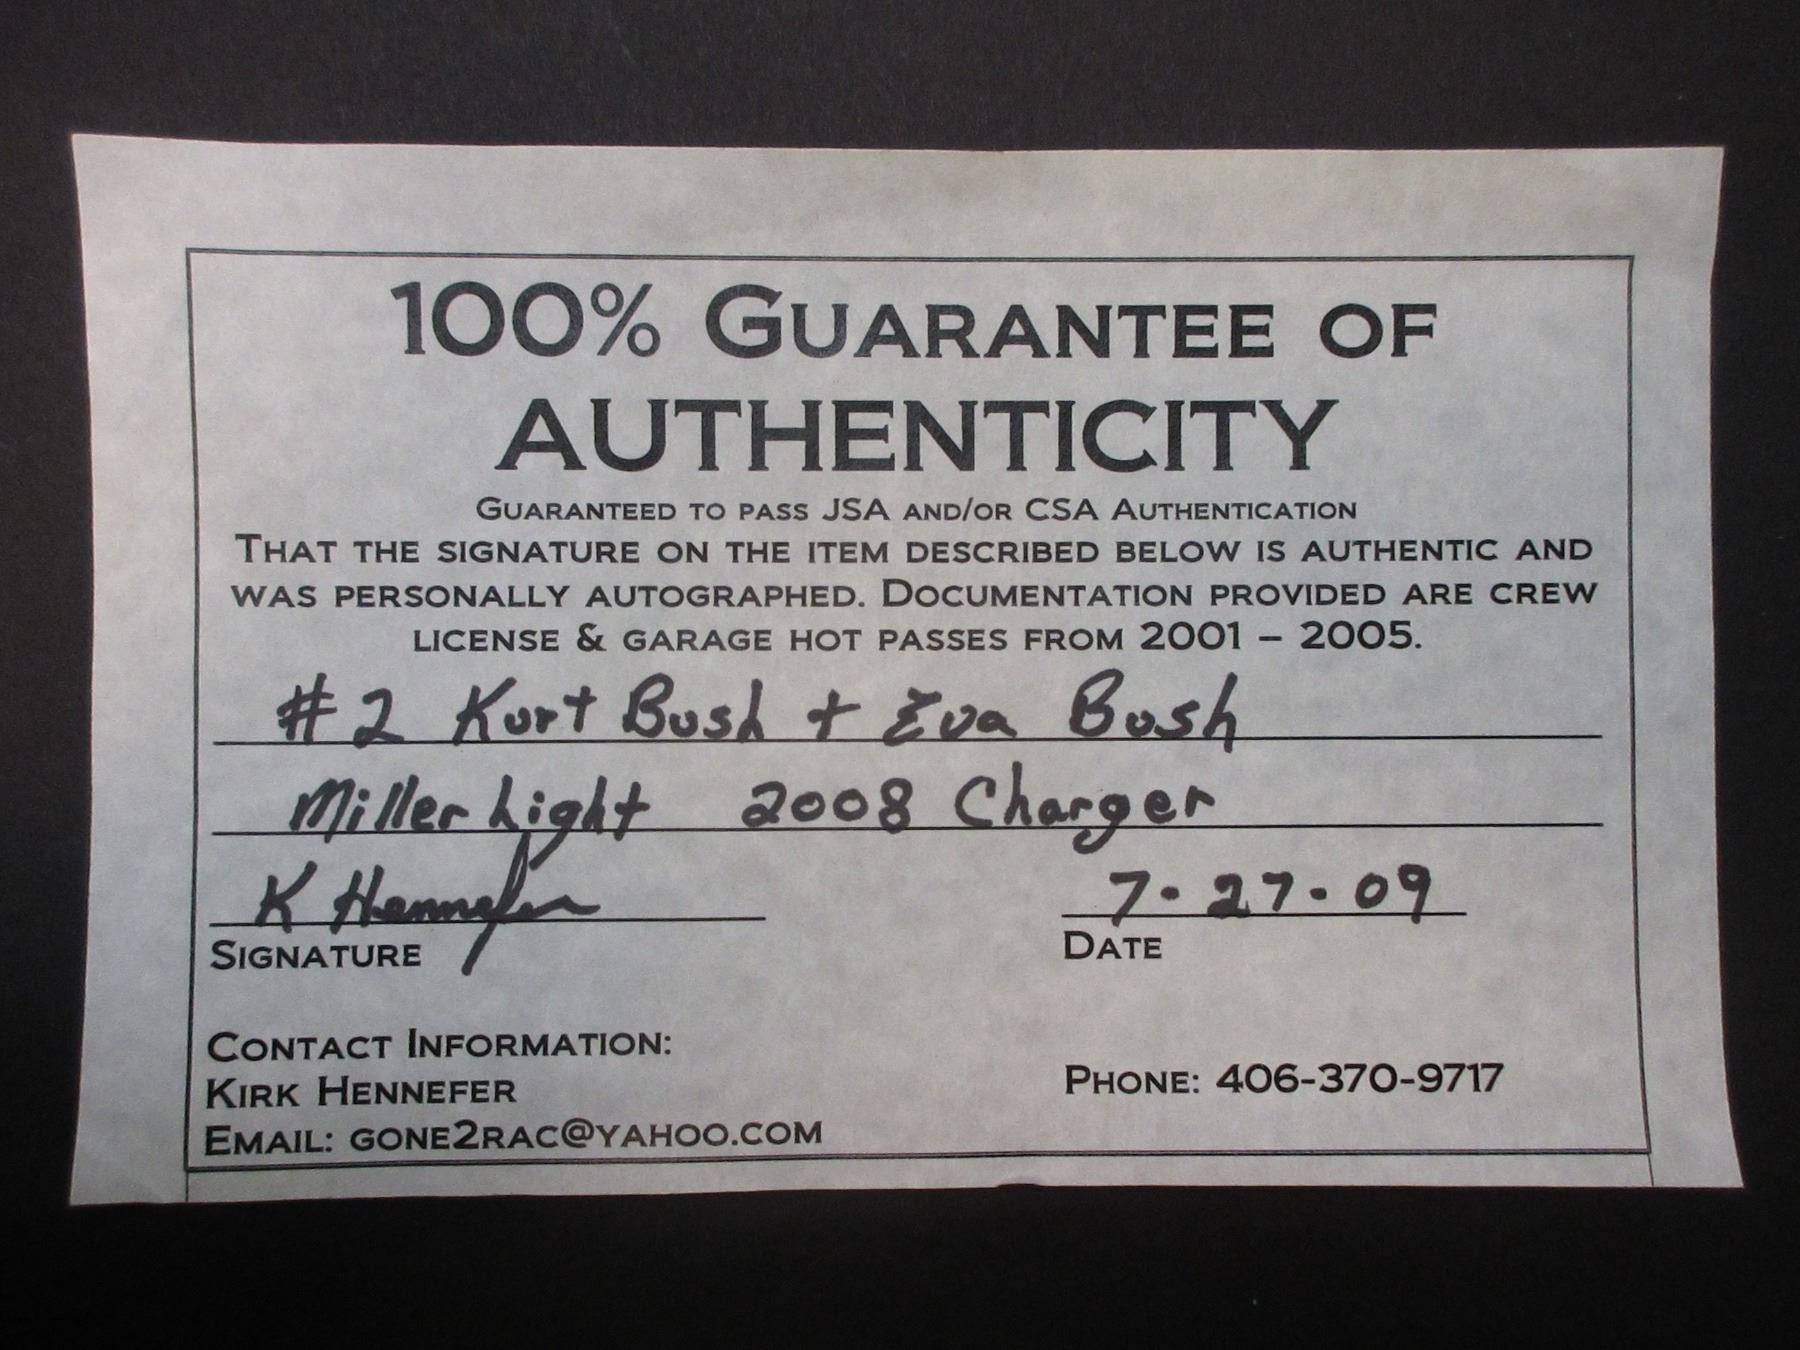 100% GUARANTEE OF
AUTHENTICITY
GUARANTEED TO PASS JSA AND/OR CSA AUTHENTICATION
THAT THE SIGNATURE ON THE ITEM DESCRIBED BELOW IS AUTHENTIC AND
WAS PERSONALLY AUTOGRAPHED. DOCUMENTATION PROVIDED ARE CREW
LICENSE & GARAGE HOT PASSES FROM 2001 – 2005.
#2 Kurt Bush + Eva Bush
Miller Light 2008 Charger
K Hennefer 7-27-09
SIGNATURE DATE
CONTACT INFORMATION:
KIRK HENNEFER PHONE: 406-370-9717
EMAIL: GONE2RAC@YAHOO.COM